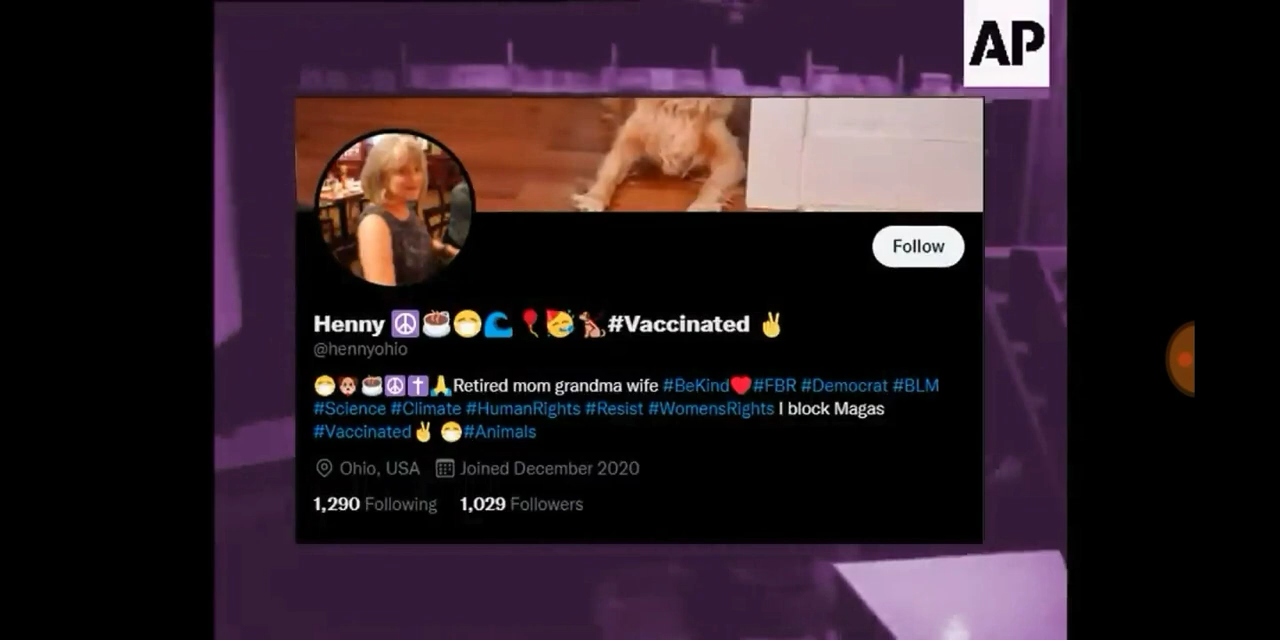 AP
Follow
Henny ☮️☕😷🌊🎈🥳🐕‍🦺#Vaccinated ✌️
@hennyohio
😷🐶☕☮️✝️🙏Retired mom grandma wife #BeKind❤️#FBR #Democrat #BLM
#Science #Climate #HumanRights #Resist #WomensRights I block Magas
#Vaccinated✌️ 😷#Animals
Ohio, USA Joined December 2020
1,290 Following 1,029 Followers